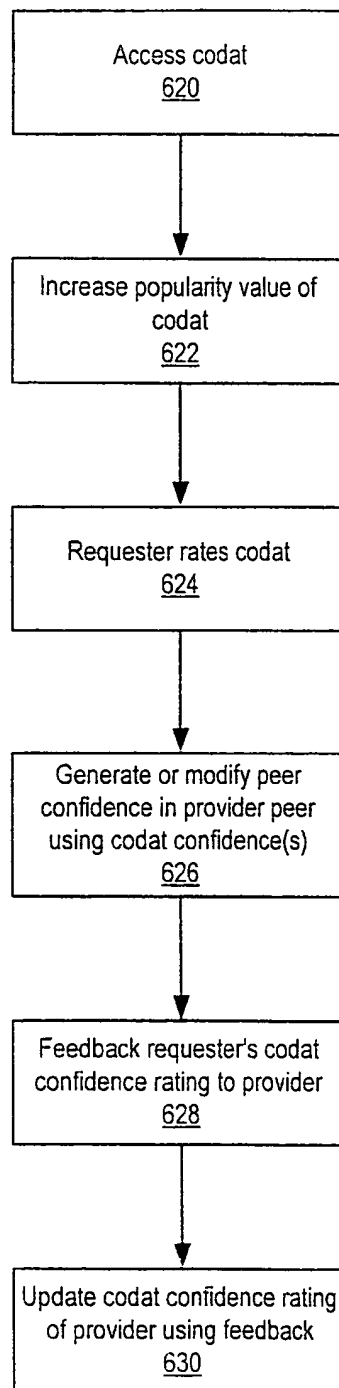 Access codat
620
Increase popularity value of
codat
622
Requester rates codat
624
Generate or modify peer
confidence in provider peer
using codat confidence(s)
626
Feedback requester's codat
confidence rating to provider
628
Update codat confidence rating
of provider using feedback
630